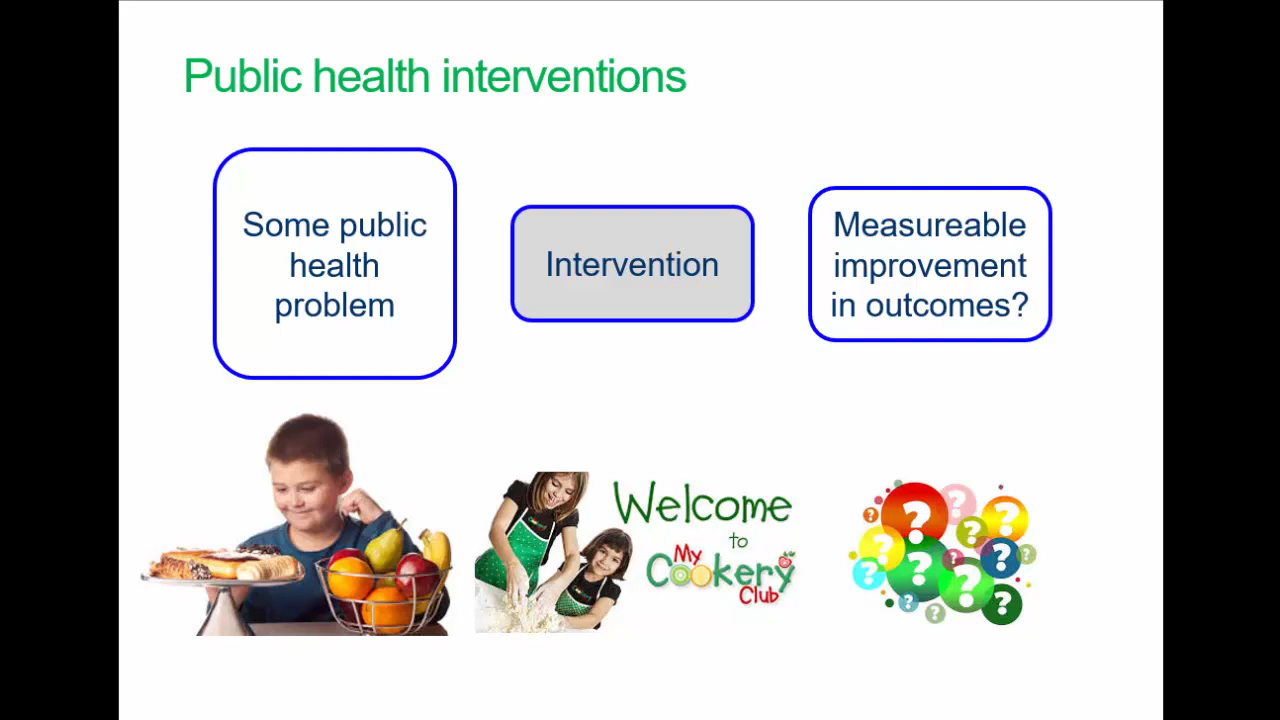 Public health interventions
Some public
health
problem
Intervention
Measureable
improvement
in outcomes?
Welcome
to
My
Cookery
Club
? ? ? ? ? ? ? ? ? ? ? ? ? ?